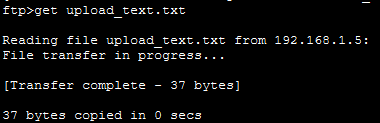 ftp>get upload_text.txt
Reading file upload_text.txt from 192.168.1.5:
File transfer in progress...
[Transfer complete - 37 bytes]
37 bytes copied in 0 secs